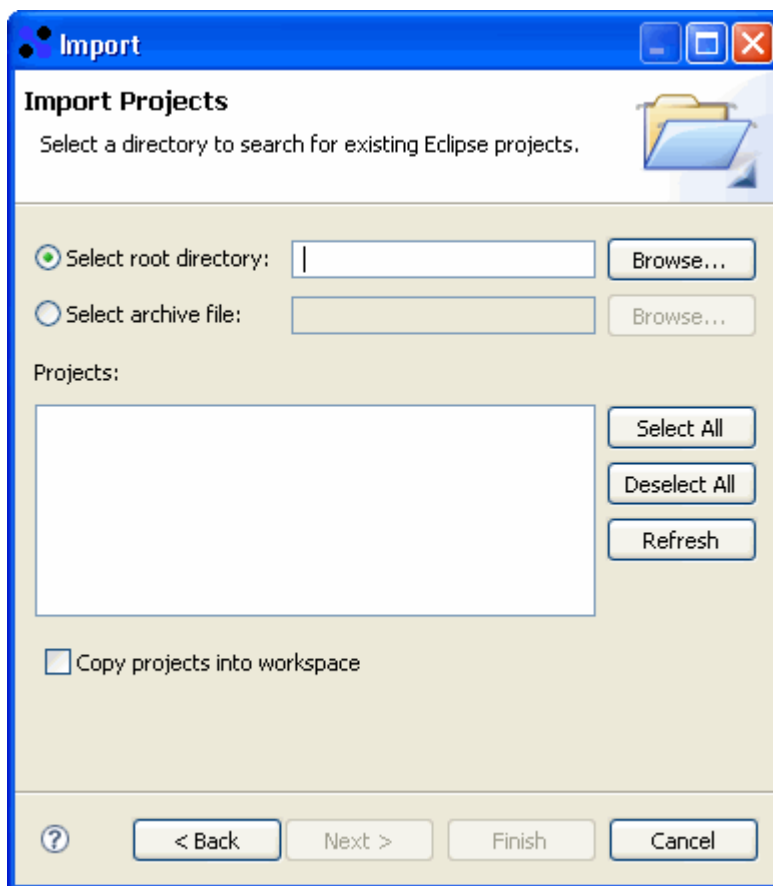 Import
Import Projects
Select a directory to search for existing Eclipse projects.
Select root directory: Browse...
Select archive file: Browse...
Projects:
Select All
Deselect All
Refresh
Copy projects into workspace
? < Back Next > Finish Cancel